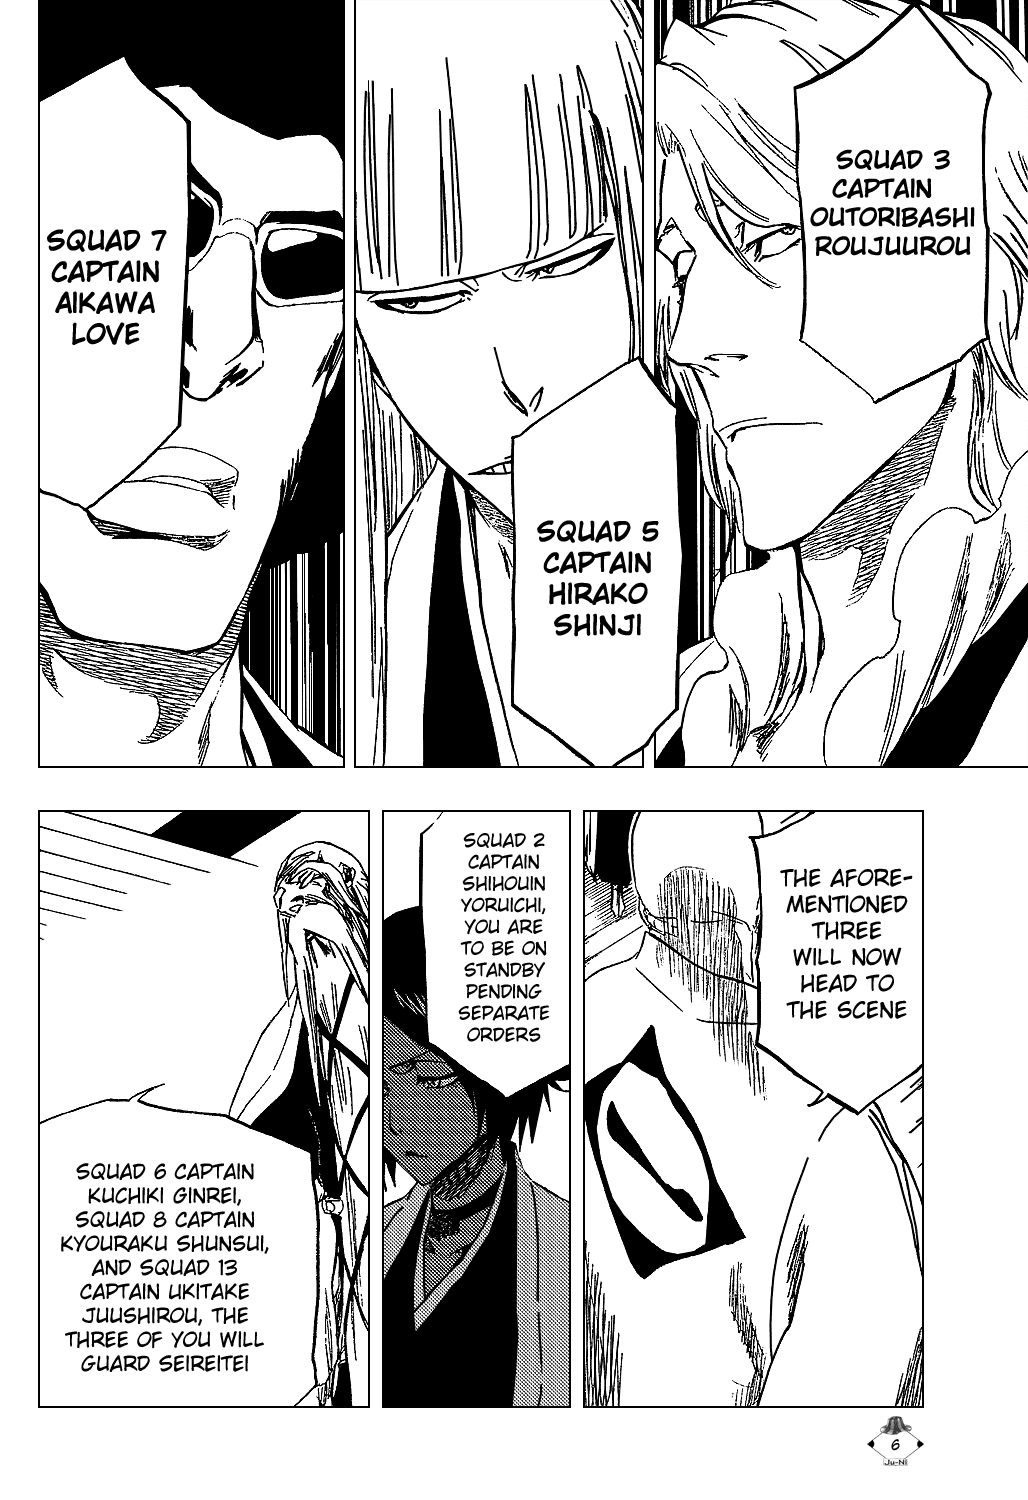 SQUAD 3
CAPTAIN
OUTORIBASHI
ROUJUUROU
SQUAD 5
CAPTAIN
HIRAKO
SHINJI
SQUAD 7
CAPTAIN
AIKAWA
LOVE
THE AFORE-
MENTIONED
THREE
WILL NOW
HEAD TO
THE SCENE
SQUAD 2
CAPTAIN
SHIHOUIN
YORUICHI,
YOU ARE
TO BE ON
STANDBY
PENDING
SEPARATE
ORDERS
SQUAD 6 CAPTAIN
KUCHIKI GINREI,
SQUAD 8 CAPTAIN
KYOURAKU SHUNSUI,
AND SQUAD 13
CAPTAIN UKITAKE
JUUSHIROU, THE
THREE OF YOU WILL
GUARD SEIREITEI
6
Ju-Ni